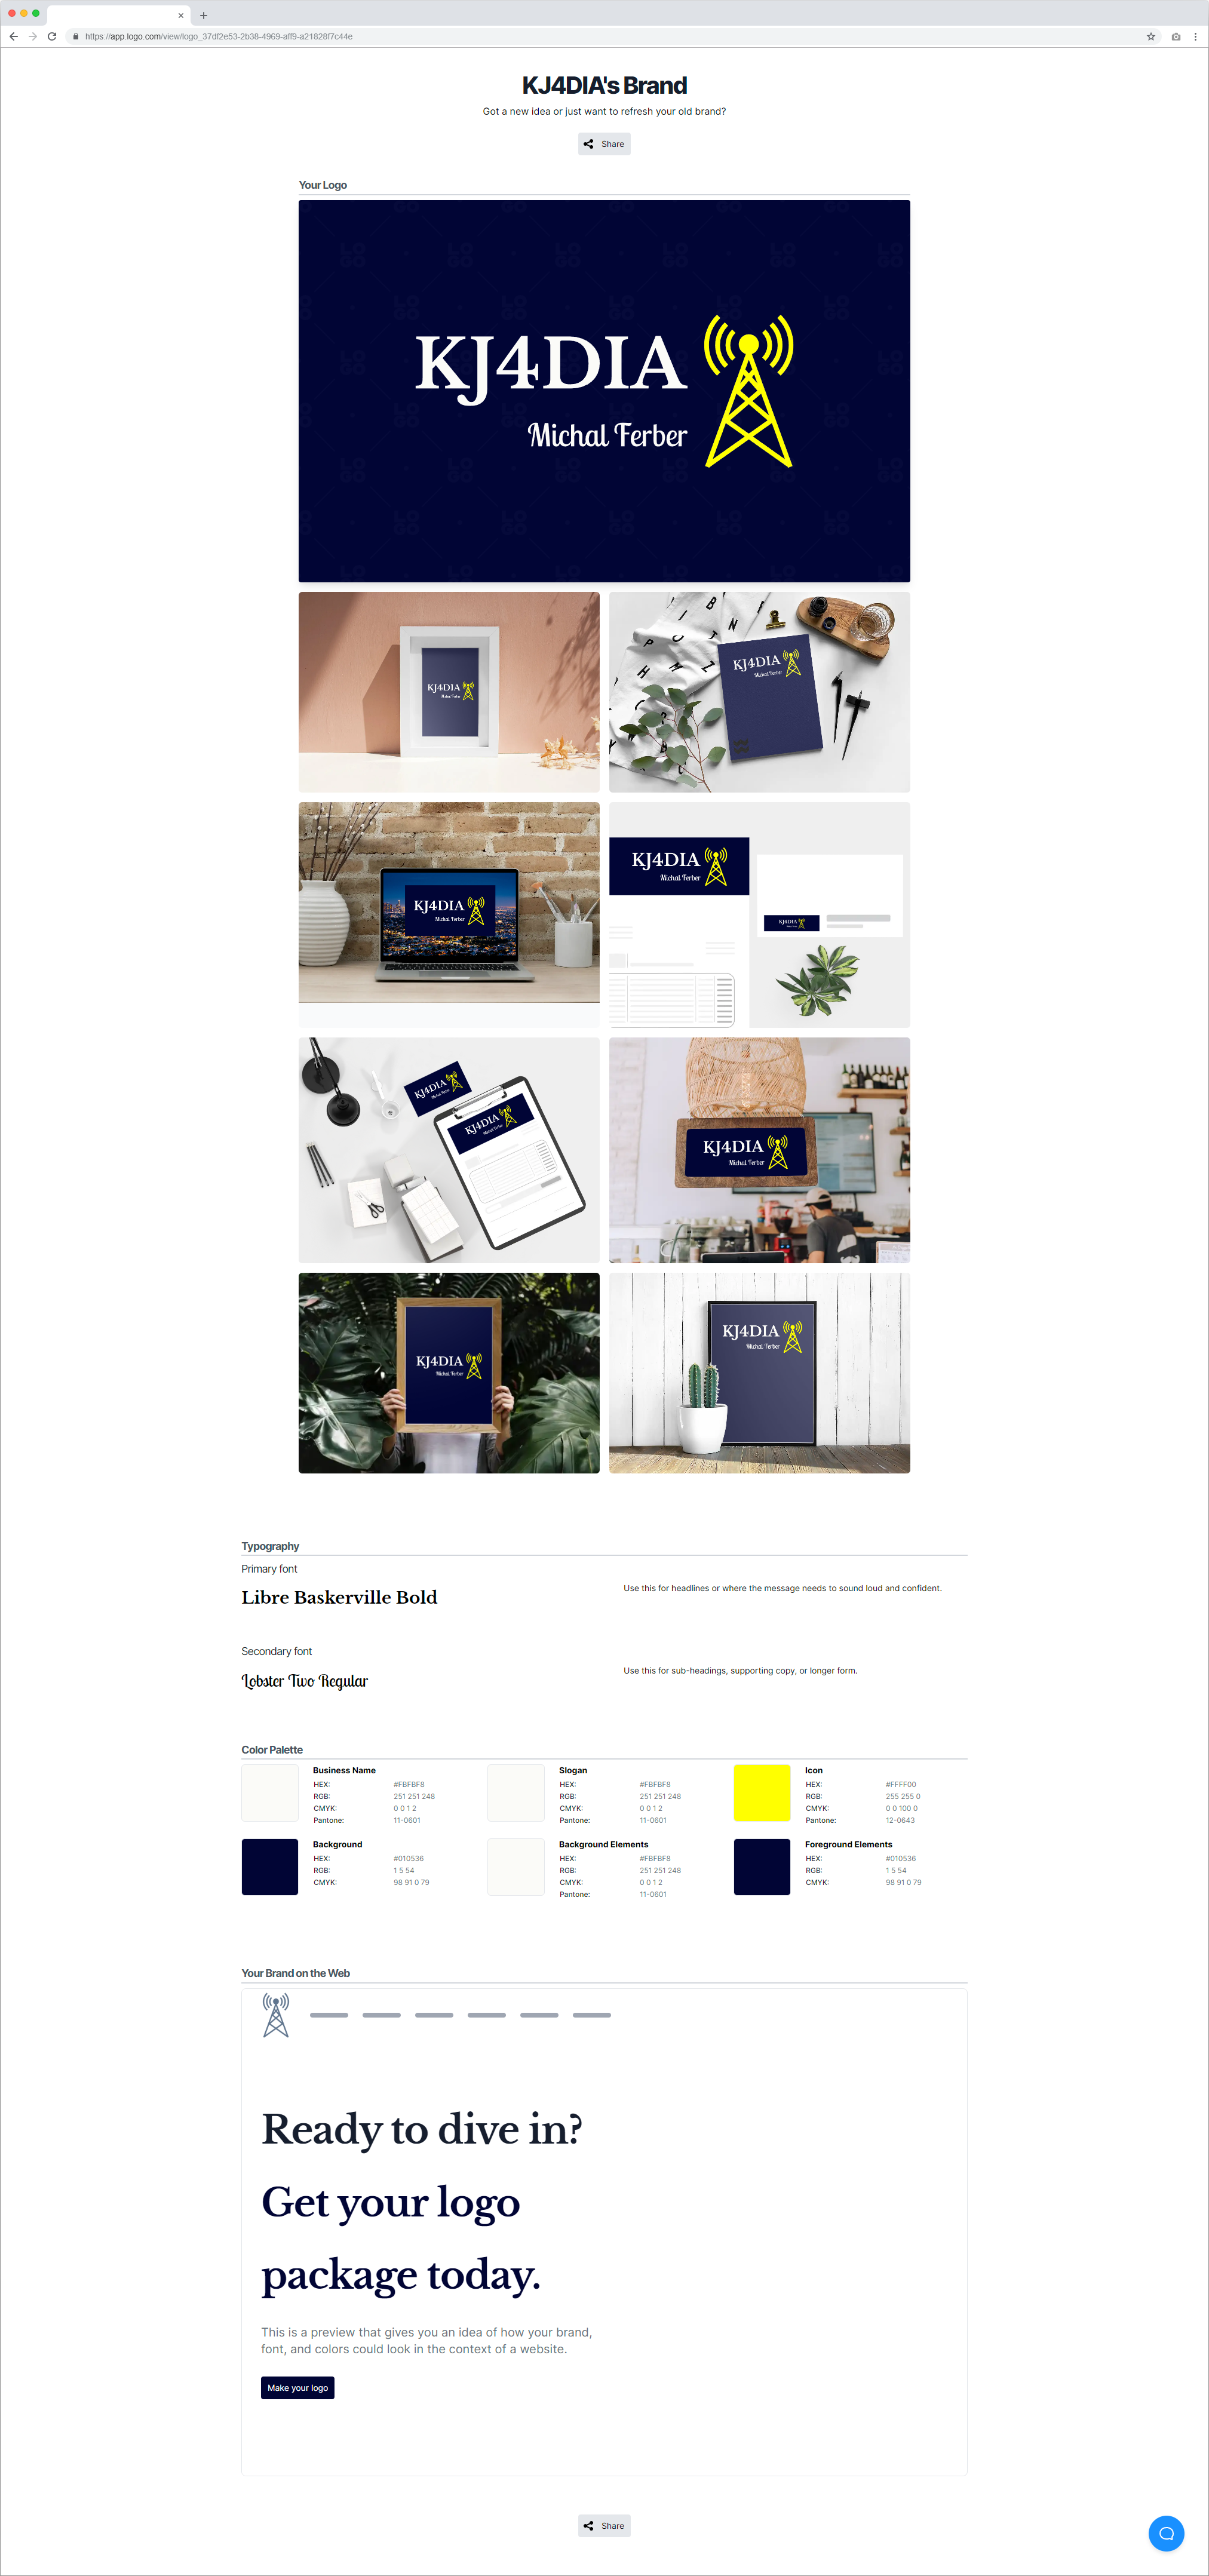 https://app.logo.com/view/logo_37df2e53-2b38-4969-aff9-a21828f7c44e
KJ4DIA's Brand
Got a new idea or just want to refresh your old brand?
Share
Your Logo
KJ4DIA
Michal Ferber
KJ4DIA
Michal Ferber
KJ4DIA
Michal Ferber
KJ4DIA
Michal Ferber
KJ4DIA
Michal Ferber
KJ4DIA
KJ4DIA
Michal Ferber
KJ4DIA
Michal Ferber
KJ4DIA
Michal Ferber
KJ4DIA
Michal Ferber
KJ4DIA
Michal Ferber
Typography
Primary font
Libre Baskerville Bold
Use this for headlines or where the message needs to sound loud and confident.
Secondary font
Lobster Two Regular
Use this for sub-headings, supporting copy, or longer form.
Color Palette
Business Name
HEX: #FBFBF8
RGB: 251 251 248
CMYK: 0 0 1 2
Pantone: 11-0601
Slogan
HEX: #FBFBF8
RGB: 251 251 248
CMYK: 0 0 1 2
Pantone: 11-0601
Icon
HEX: #FFFF00
RGB: 255 255 0
CMYK: 0 0 100 0
Pantone: 12-0643
Background
HEX: #010536
RGB: 1 5 54
CMYK: 98 91 0 79
Background Elements
HEX: #FBFBF8
RGB: 251 251 248
CMYK: 0 0 1 2
Pantone: 11-0601
Foreground Elements
HEX: #010536
RGB: 1 5 54
CMYK: 98 91 0 79
Your Brand on the Web
Ready to dive in?
Get your logo
package today.
This is a preview that gives you an idea of how your brand,
font, and colors could look in the context of a website.
Make your logo
Share